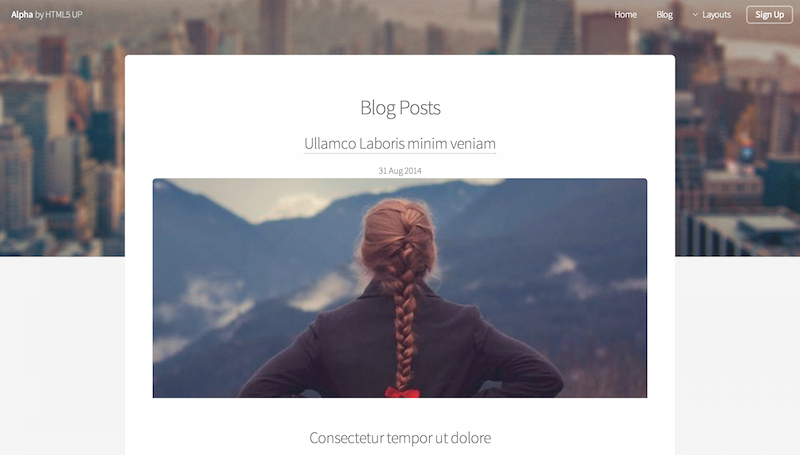 Alpha by HTML5 UP
Home Blog Layouts Sign Up
Blog Posts
Ullamco Laboris minim veniam
31 Aug 2014
Consectetur tempor ut dolore